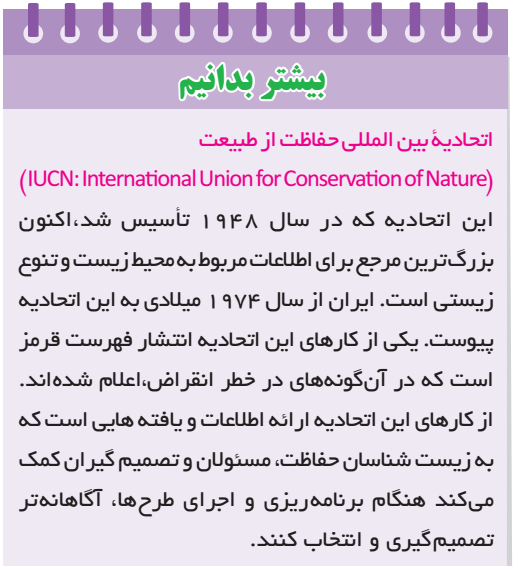 بیشتر بدانیم
اتحادیۀ بین المللی حفاظت از طبیعت
(IUCN: International Union for Conservation of Nature)
این اتحادیه که در سال ۱۹۴۸ تأسیس شد،اکنون
بزرگ‌ترین مرجع برای اطلاعات مربوط به محیط زیست و تنوع
زیستی است. ایران از سال ۱۹۷۴ میلادی به این اتحادیه
پیوست. یکی از کارهای این اتحادیه انتشار فهرست قرمز
است که در آن‌گونه‌های در خطر انقراض،اعلام شده‌اند.
از کارهای این اتحادیه ارائه اطلاعات و یافته هایی است که
به زیست شناسان حفاظت، مسئولان و تصمیم گیران کمک
می‌کند هنگام برنامه‌ریزی و اجرای طرح‌ها، آگاهانه‌تر
تصمیم‌گیری و انتخاب کنند.